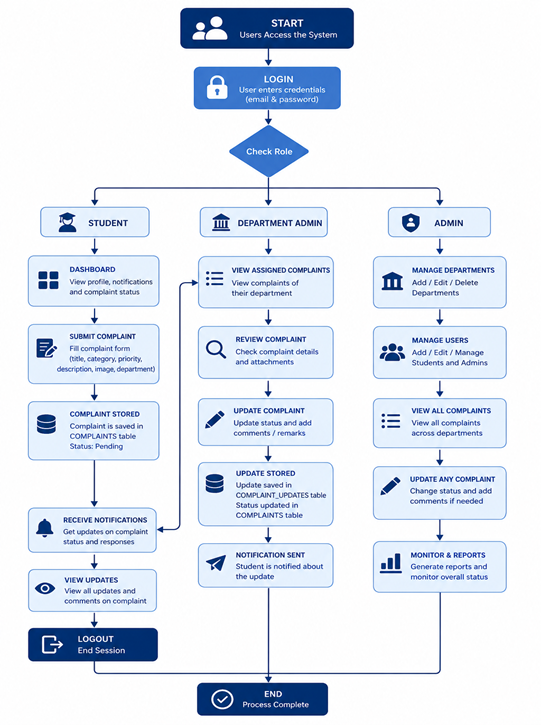 START
Users Access the System
LOGIN
User enters credentials
(email & password)
Check Role
STUDENT
DASHBOARD
View profile, notifications
and complaint status
SUBMIT COMPLAINT
Fill complaint form
(title, category, priority,
description, image, department)
COMPLAINT STORED
Complaint is saved in
COMPLAINTS table
Status: Pending
RECEIVE NOTIFICATIONS
Get updates on complaint
status and responses
VIEW UPDATES
View all updates and
comments on complaint
LOGOUT
End Session
DEPARTMENT ADMIN
VIEW ASSIGNED COMPLAINTS
View complaints of
their department
REVIEW COMPLAINT
Check complaint details
and attachments
UPDATE COMPLAINT
Update status and add
comments / remarks
UPDATE STORED
Update saved in
COMPLAINT_UPDATES table
Status updated in
COMPLAINTS table
NOTIFICATION SENT
Student is notified about
the update
ADMIN
MANAGE DEPARTMENTS
Add / Edit / Delete
Departments
MANAGE USERS
Add / Edit / Manage
Students and Admins
VIEW ALL COMPLAINTS
View all complaints
across departments
UPDATE ANY COMPLAINT
Change status and add
comments if needed
MONITOR & REPORTS
Generate reports and
monitor overall status
END
Process Complete